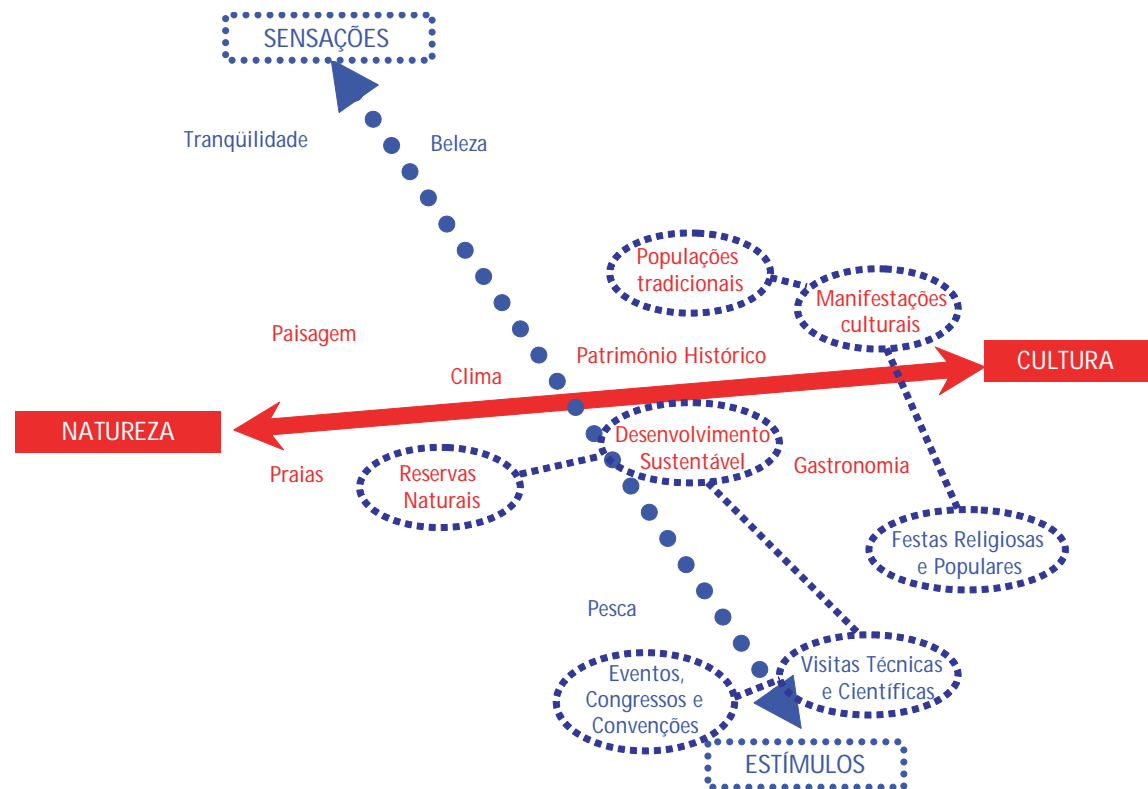 SENSAÇÕES
Tranqüilidade
Beleza
Populações
tradicionais
Manifestações
culturais
Paisagem
Patrimônio Histórico
Clima
CULTURA
NATUREZA
Desenvolvimento
Sustentável
Praias
Reservas
Naturais
Gastronomia
Festas Religiosas
e Populares
Pesca
Visitas Técnicas
e Científicas
Eventos,
Congressos e
Convenções
ESTÍMULOS